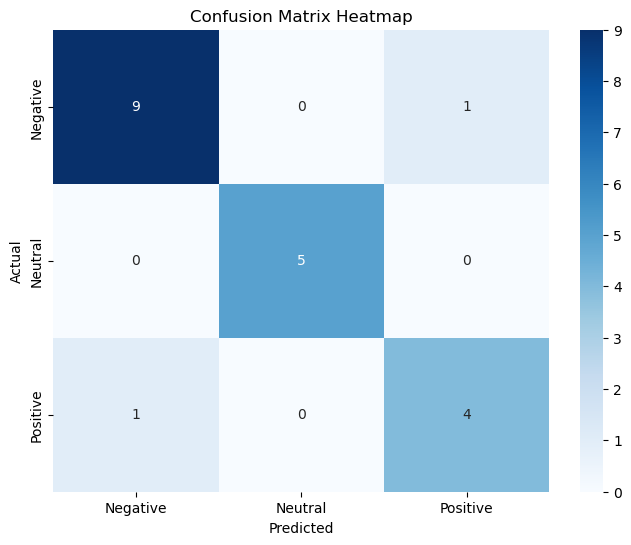 Confusion Matrix Heatmap
Actual
Negative
9 0 1
Neutral
0 5 0
Positive
1 0 4
Negative Neutral Positive
Predicted
9
8
7
6
5
4
3
2
1
0